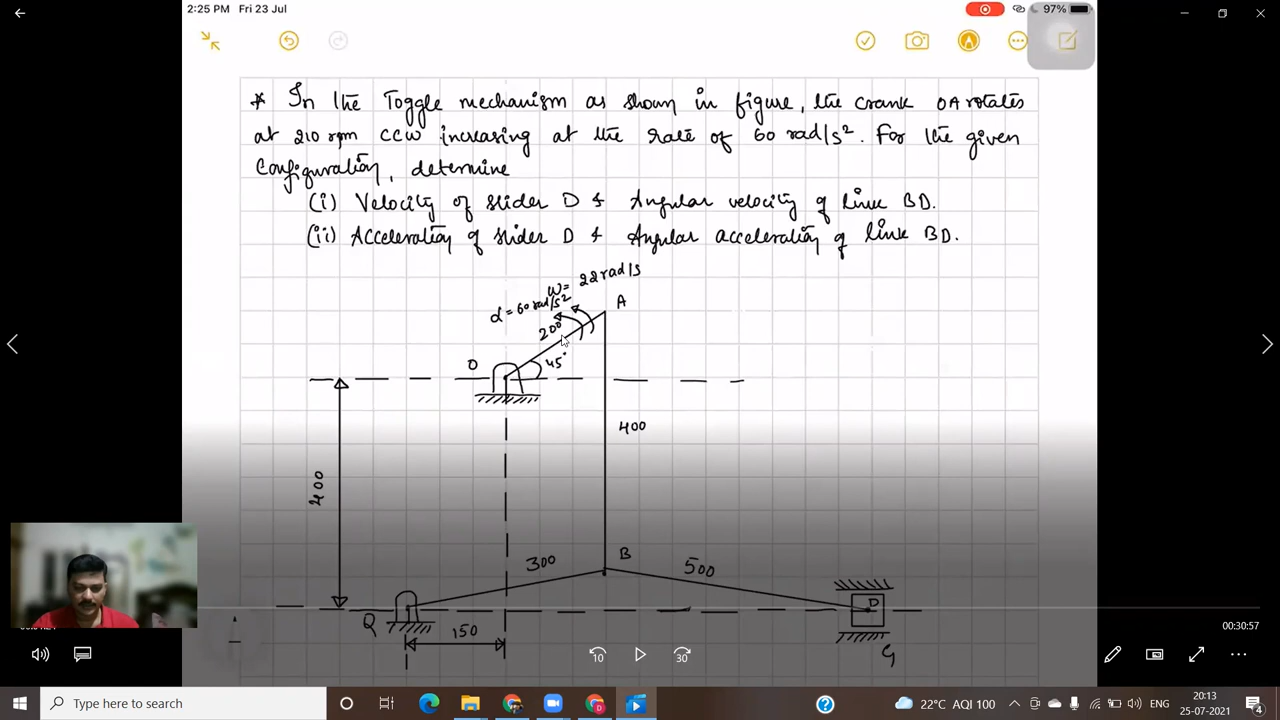 2:25 PM Fri 23 Jul
97%
* In the Toggle mechanism as shown in figure, the crank OA rotates
at 210 rpm CCW increasing at the rate of 60 rad/s². For the given
Configuration, determine
(i) Velocity of slider D & Angular velocity of link BD.
(ii) Acceleration of slider D & Angular acceleration of link BD.
ω = 22 rad/s
α = 60 rad/s²
A
200
O
45°
400
400
B
300
500
D
Q
150
G
00:30:57
10
30
Type here to search
22°C AQI 100
ENG
20:13
25-07-2021
4